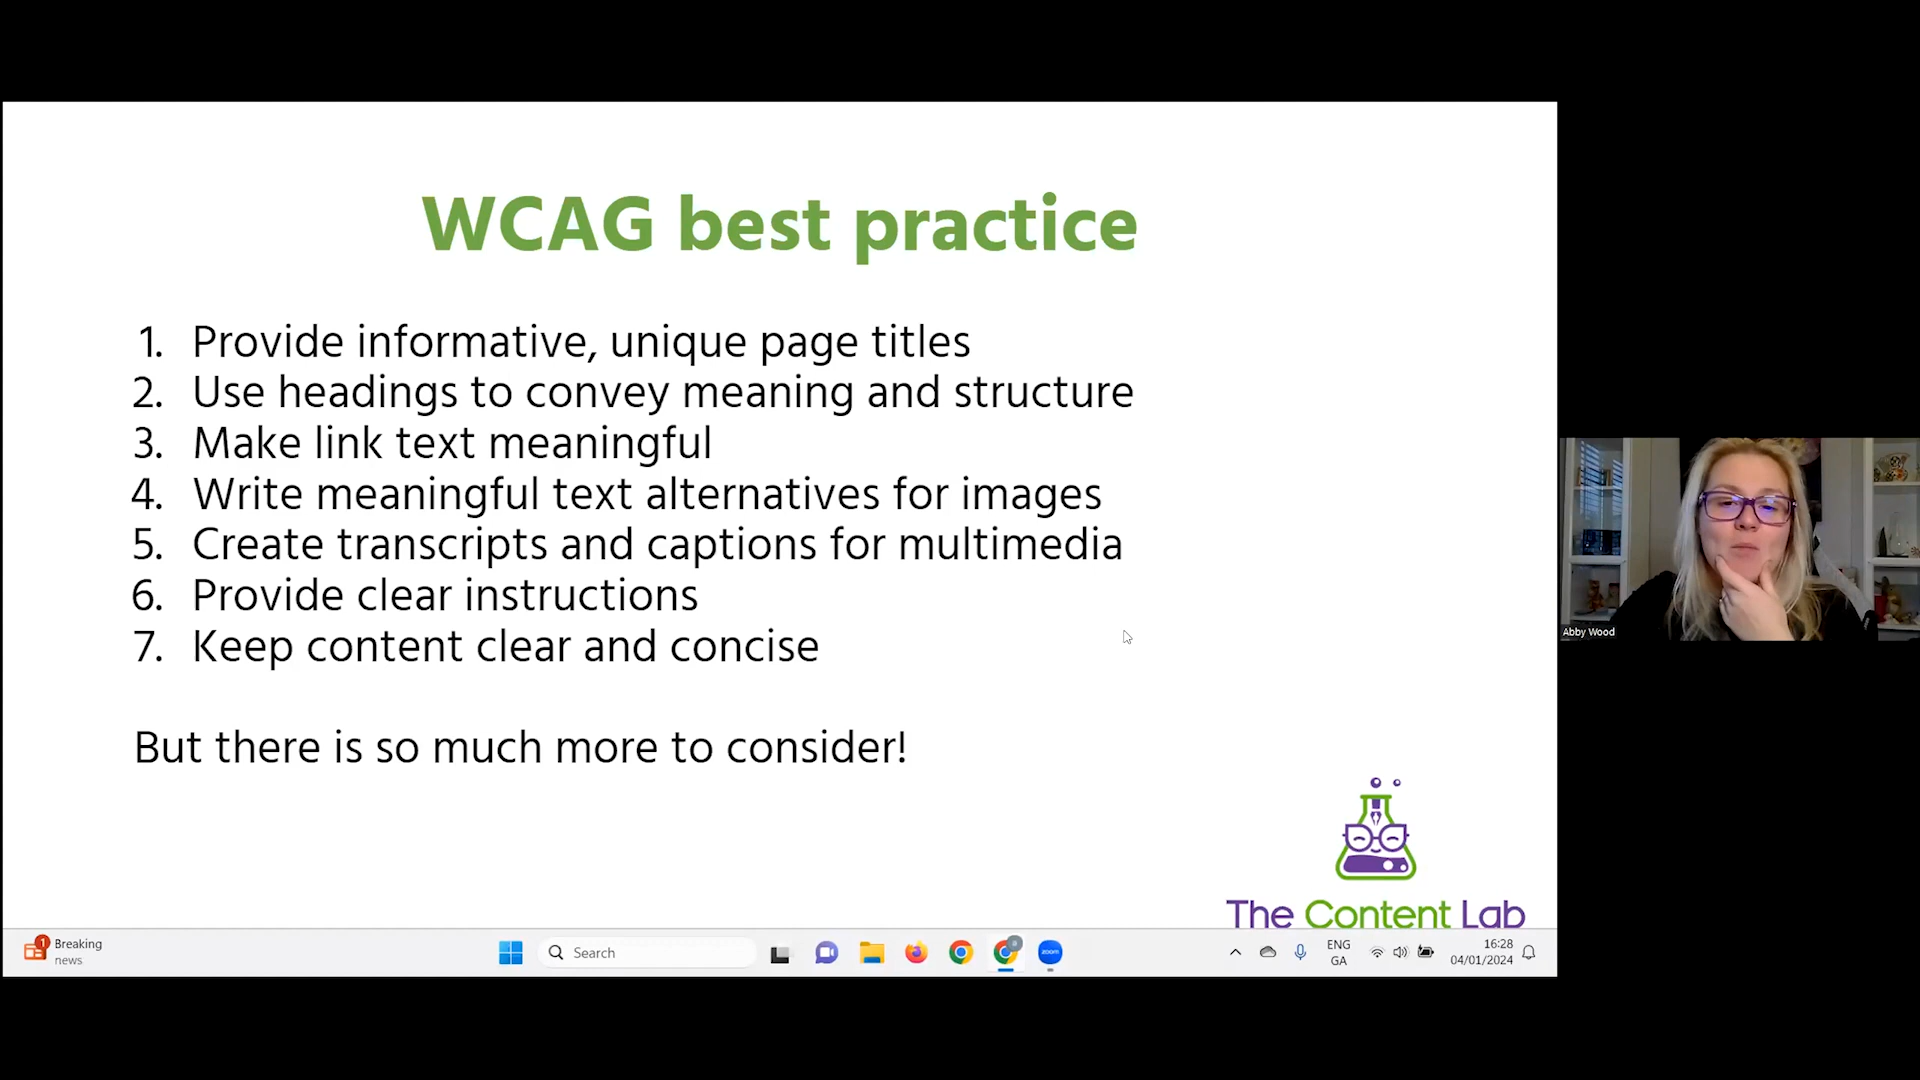 WCAG best practice
1. Provide informative, unique page titles
2. Use headings to convey meaning and structure
3. Make link text meaningful
4. Write meaningful text alternatives for images
5. Create transcripts and captions for multimedia
6. Provide clear instructions
7. Keep content clear and concise
But there is so much more to consider!
The Content Lab
Abby Wood
1
Breaking
news
Search
zoom
ENG
GA
16:28
04/01/2024